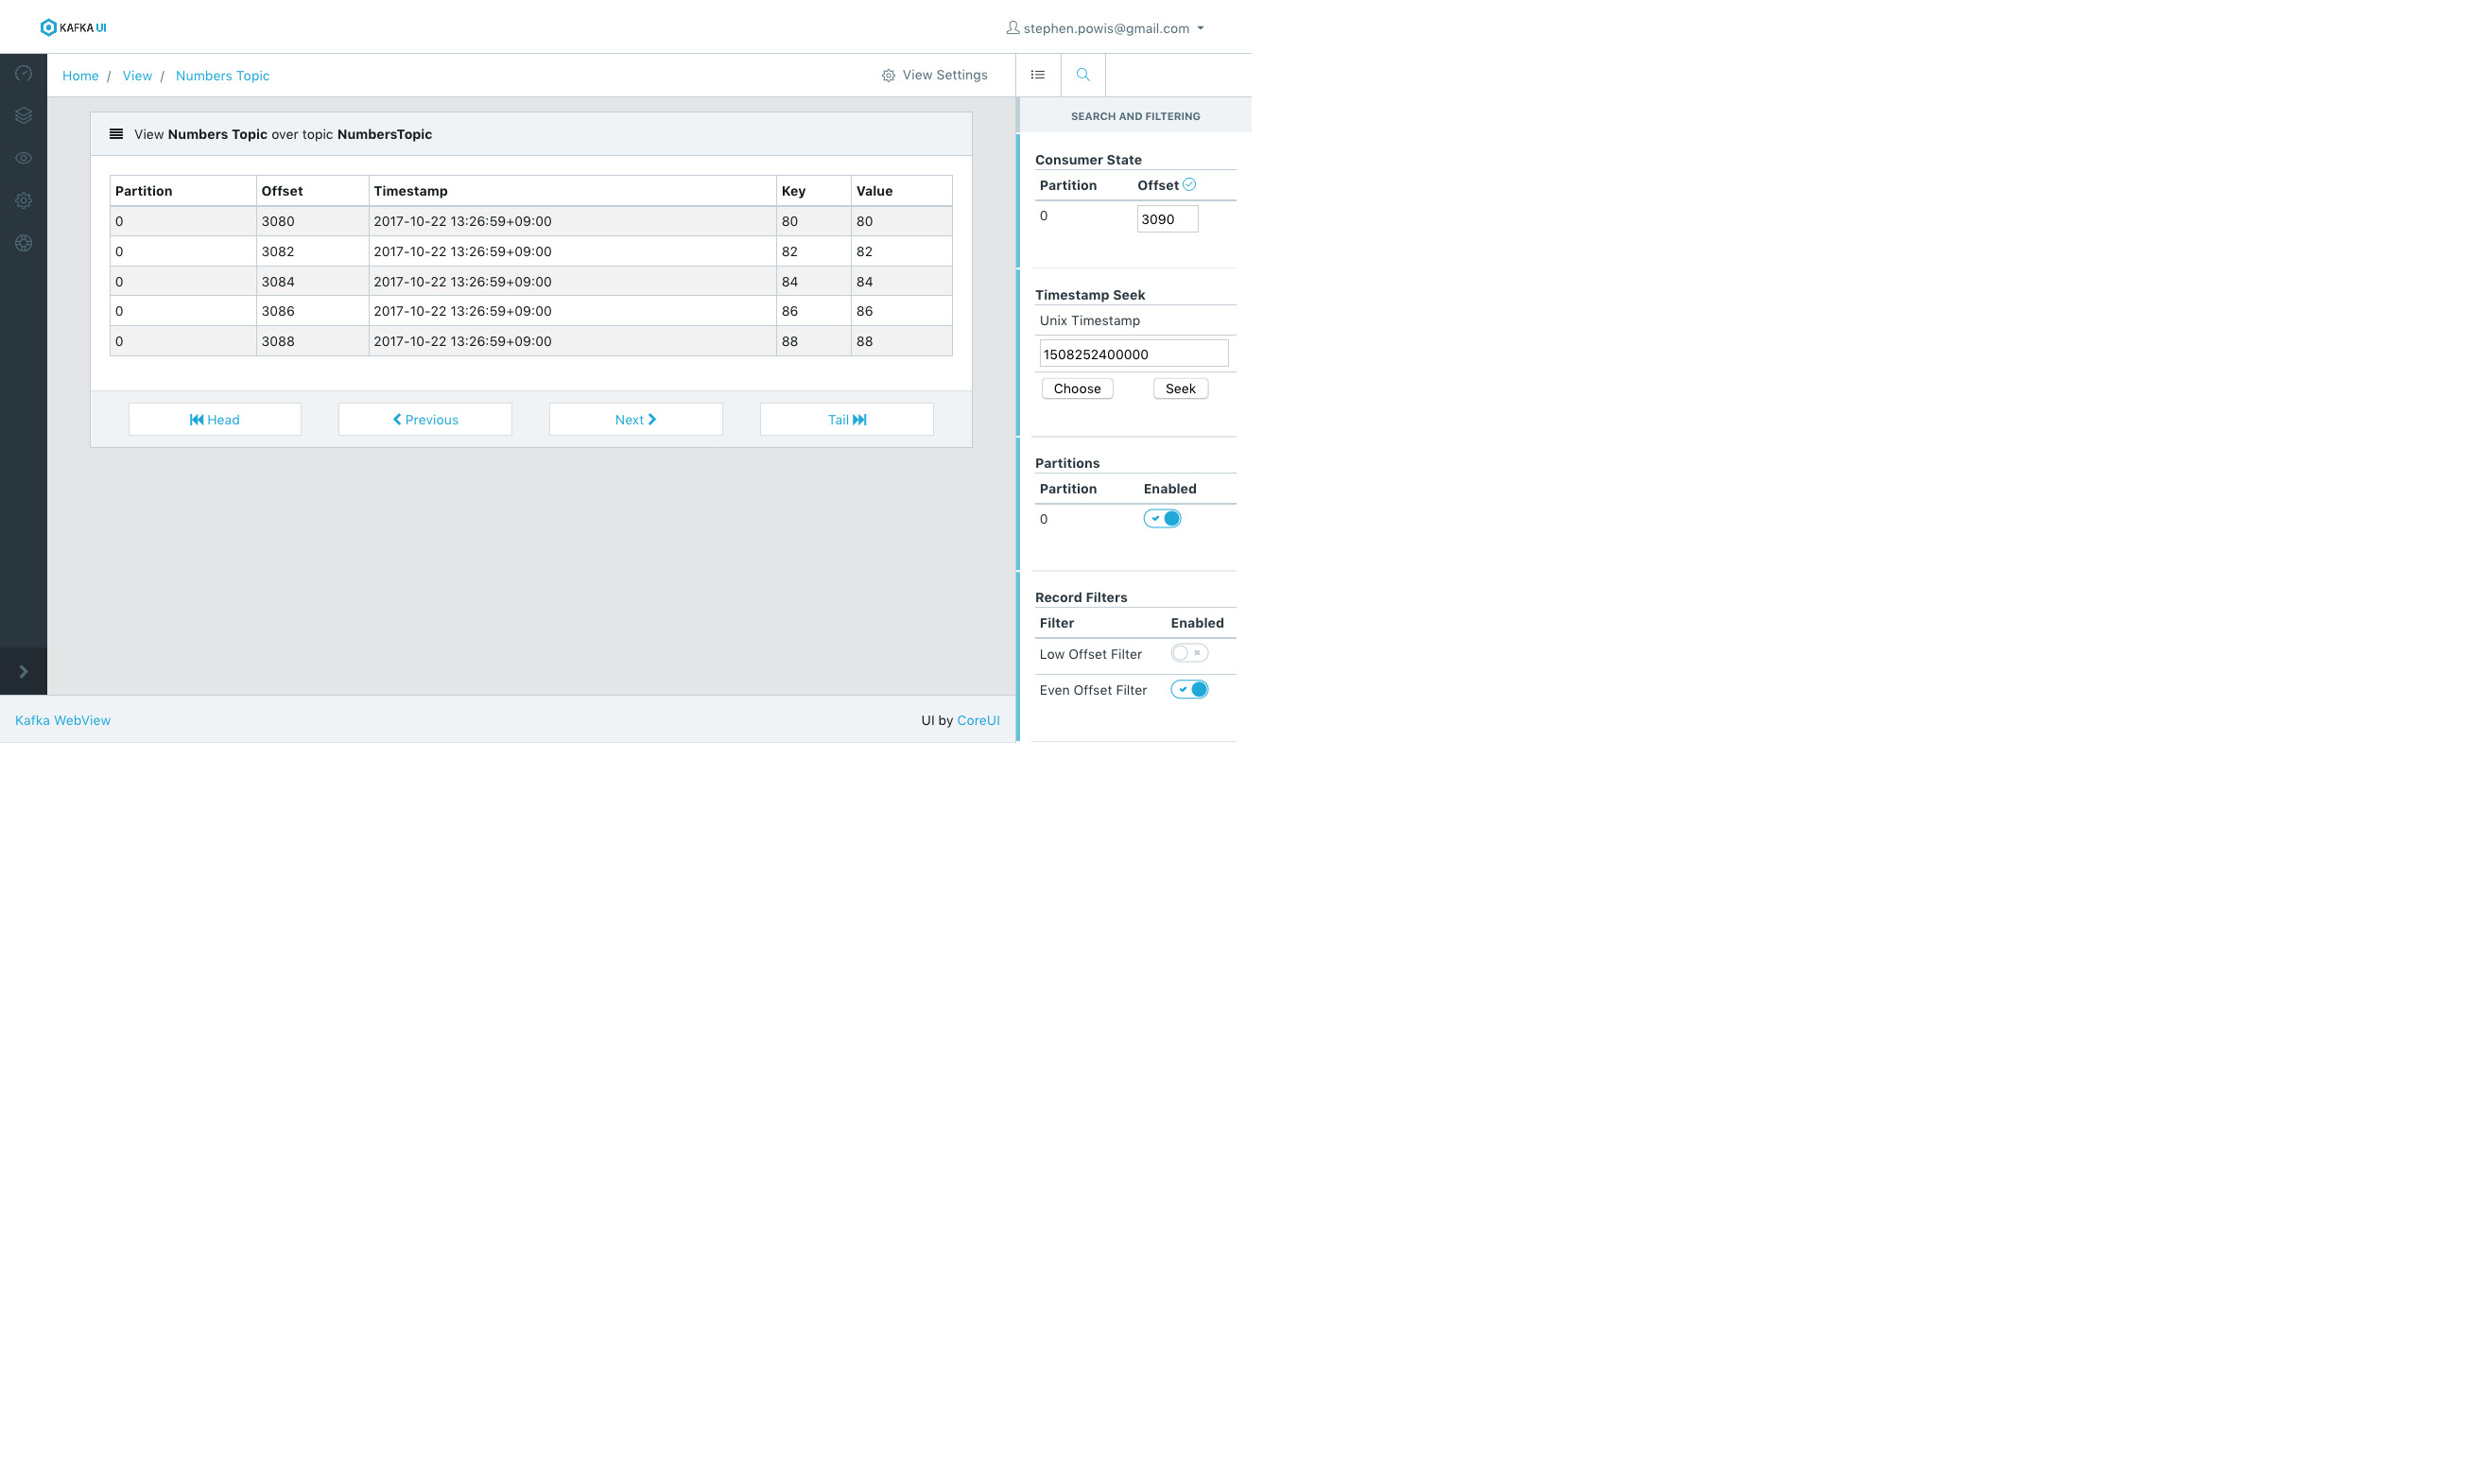 KAFKA UI
stephen.powis@gmail.com
Home / View / Numbers Topic
View Settings
View Numbers Topic over topic NumbersTopic
Partition Offset Timestamp Key Value
0 3080 2017-10-22 13:26:59+09:00 80 80
0 3082 2017-10-22 13:26:59+09:00 82 82
0 3084 2017-10-22 13:26:59+09:00 84 84
0 3086 2017-10-22 13:26:59+09:00 86 86
0 3088 2017-10-22 13:26:59+09:00 88 88
Head Previous Next Tail
SEARCH AND FILTERING
Consumer State
Partition Offset
0 3090
Timestamp Seek
Unix Timestamp
1508252400000
Choose Seek
Partitions
Partition Enabled
0
Record Filters
Filter Enabled
Low Offset Filter
Even Offset Filter
Kafka WebView
UI by CoreUI